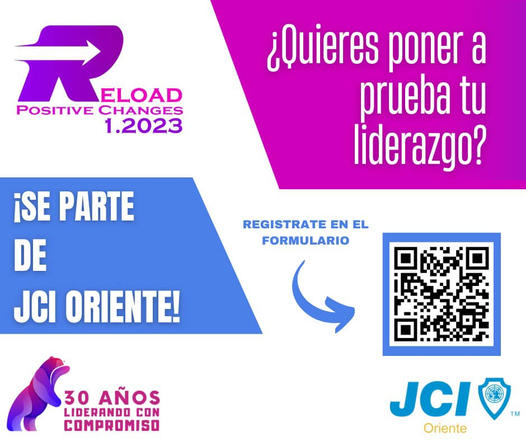 RELOAD
POSITIVE CHANGES
1.2023
¿Quieres poner a
prueba tu
liderazgo?
¡SE PARTE
DE
JCI ORIENTE!
REGISTRATE EN EL
FORMULARIO
30 AÑOS
LIDERANDO CON
COMPROMISO
JCI
TM
Oriente